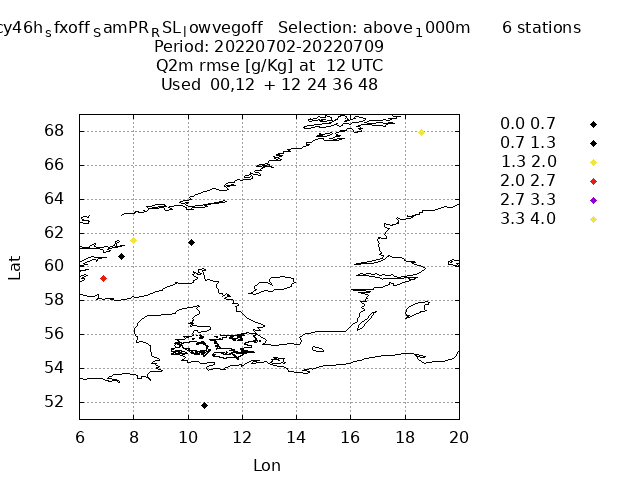 cy46h_sfxoff_SamPR_RSL_lowvegoff Selection: above_1000m 6 stations
Period: 20220702-20220709
Q2m rmse [g/Kg] at 12 UTC
Used 00,12 + 12 24 36 48
0.0 0.7
0.7 1.3
1.3 2.0
2.0 2.7
2.7 3.3
3.3 4.0
Lat
68
66
64
62
60
58
56
54
52
6 8 10 12 14 16 18 20
Lon